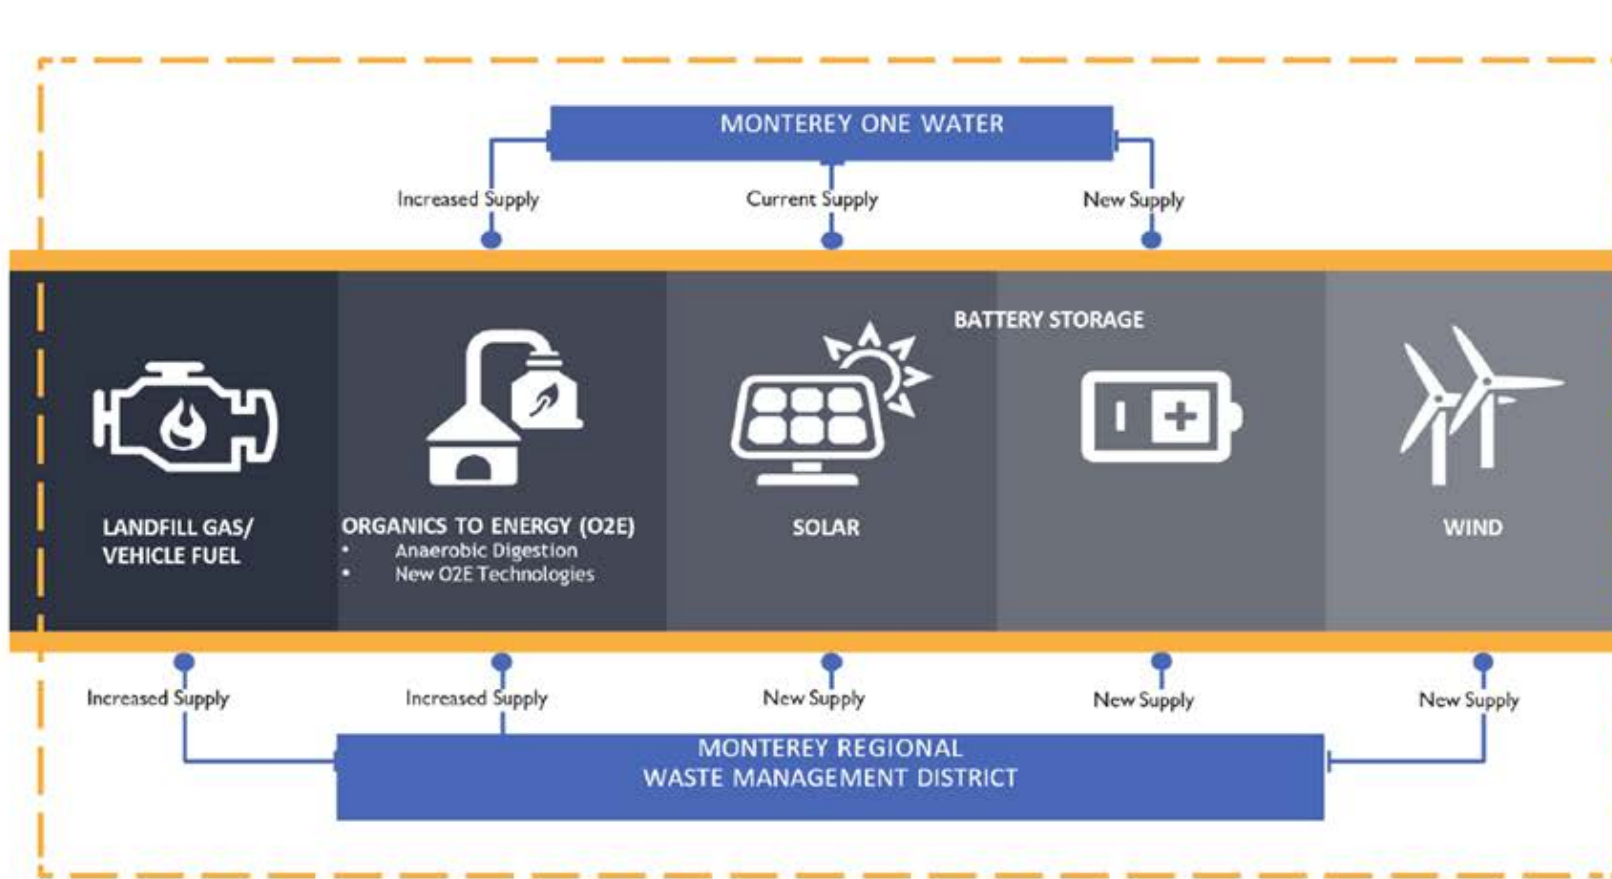 MONTEREY ONE WATER
Increased Supply
Current Supply
New Supply
BATTERY STORAGE
LANDFILL GAS/
VEHICLE FUEL
ORGANICS TO ENERGY (O2E)
• Anaerobic Digestion
• New O2E Technologies
SOLAR
WIND
Increased Supply
Increased Supply
New Supply
New Supply
New Supply
MONTEREY REGIONAL
WASTE MANAGEMENT DISTRICT